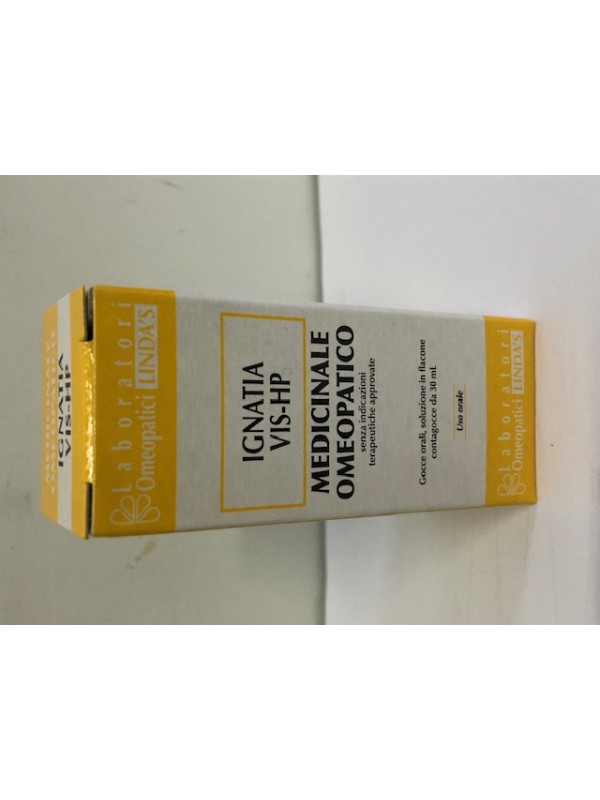 IGNATIA
VIS-HP
Laboratori
Omeopatici LINDA'S
IGNATIA
VIS-HP
MEDICINALE
OMEOPATICO
senza indicazioni
terapeutiche approvate
Gocce orali, soluzione in flacone
contagocce da 30 mL
Uso orale
Laboratori
Omeopatici LINDA'S